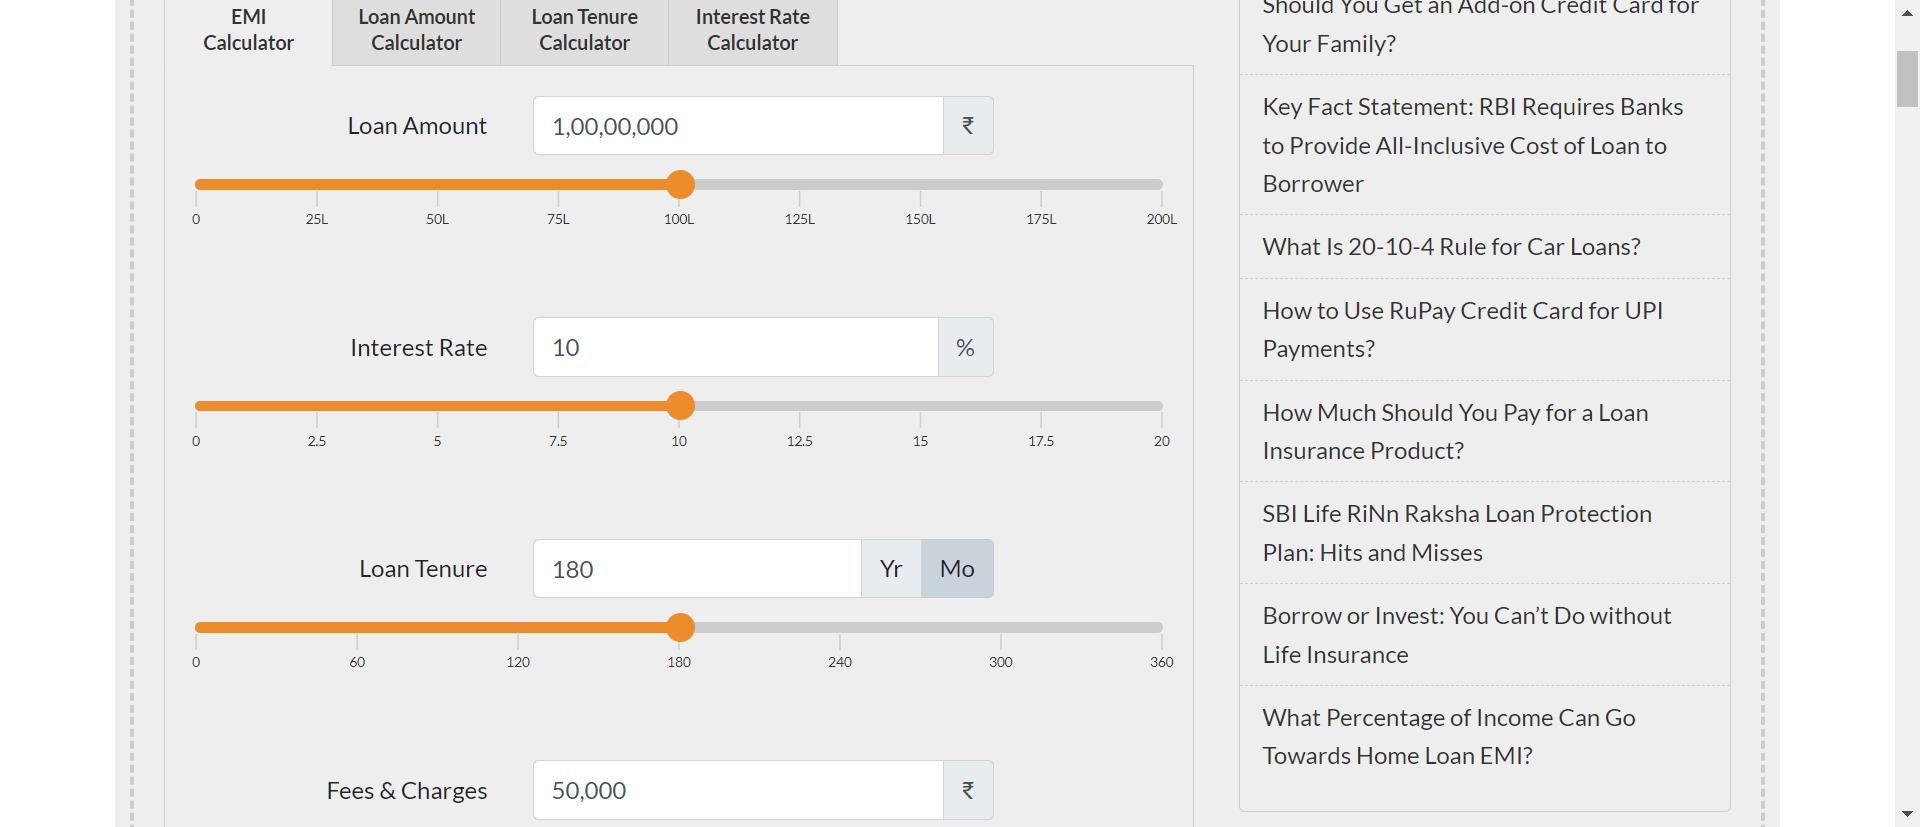 EMI
Calculator
Loan Amount
Calculator
Loan Tenure
Calculator
Interest Rate
Calculator
Loan Amount
1,00,00,000
₹
0 25L 50L 75L 100L 125L 150L 175L 200L
Interest Rate
10
%
0 2.5 5 7.5 10 12.5 15 17.5 20
Loan Tenure
180
Yr
Mo
0 60 120 180 240 300 360
Fees & Charges
50,000
₹
Should You Get an Add-on Credit Card for
Your Family?
Key Fact Statement: RBI Requires Banks
to Provide All-Inclusive Cost of Loan to
Borrower
What Is 20-10-4 Rule for Car Loans?
How to Use RuPay Credit Card for UPI
Payments?
How Much Should You Pay for a Loan
Insurance Product?
SBI Life RiNn Raksha Loan Protection
Plan: Hits and Misses
Borrow or Invest: You Can’t Do without
Life Insurance
What Percentage of Income Can Go
Towards Home Loan EMI?